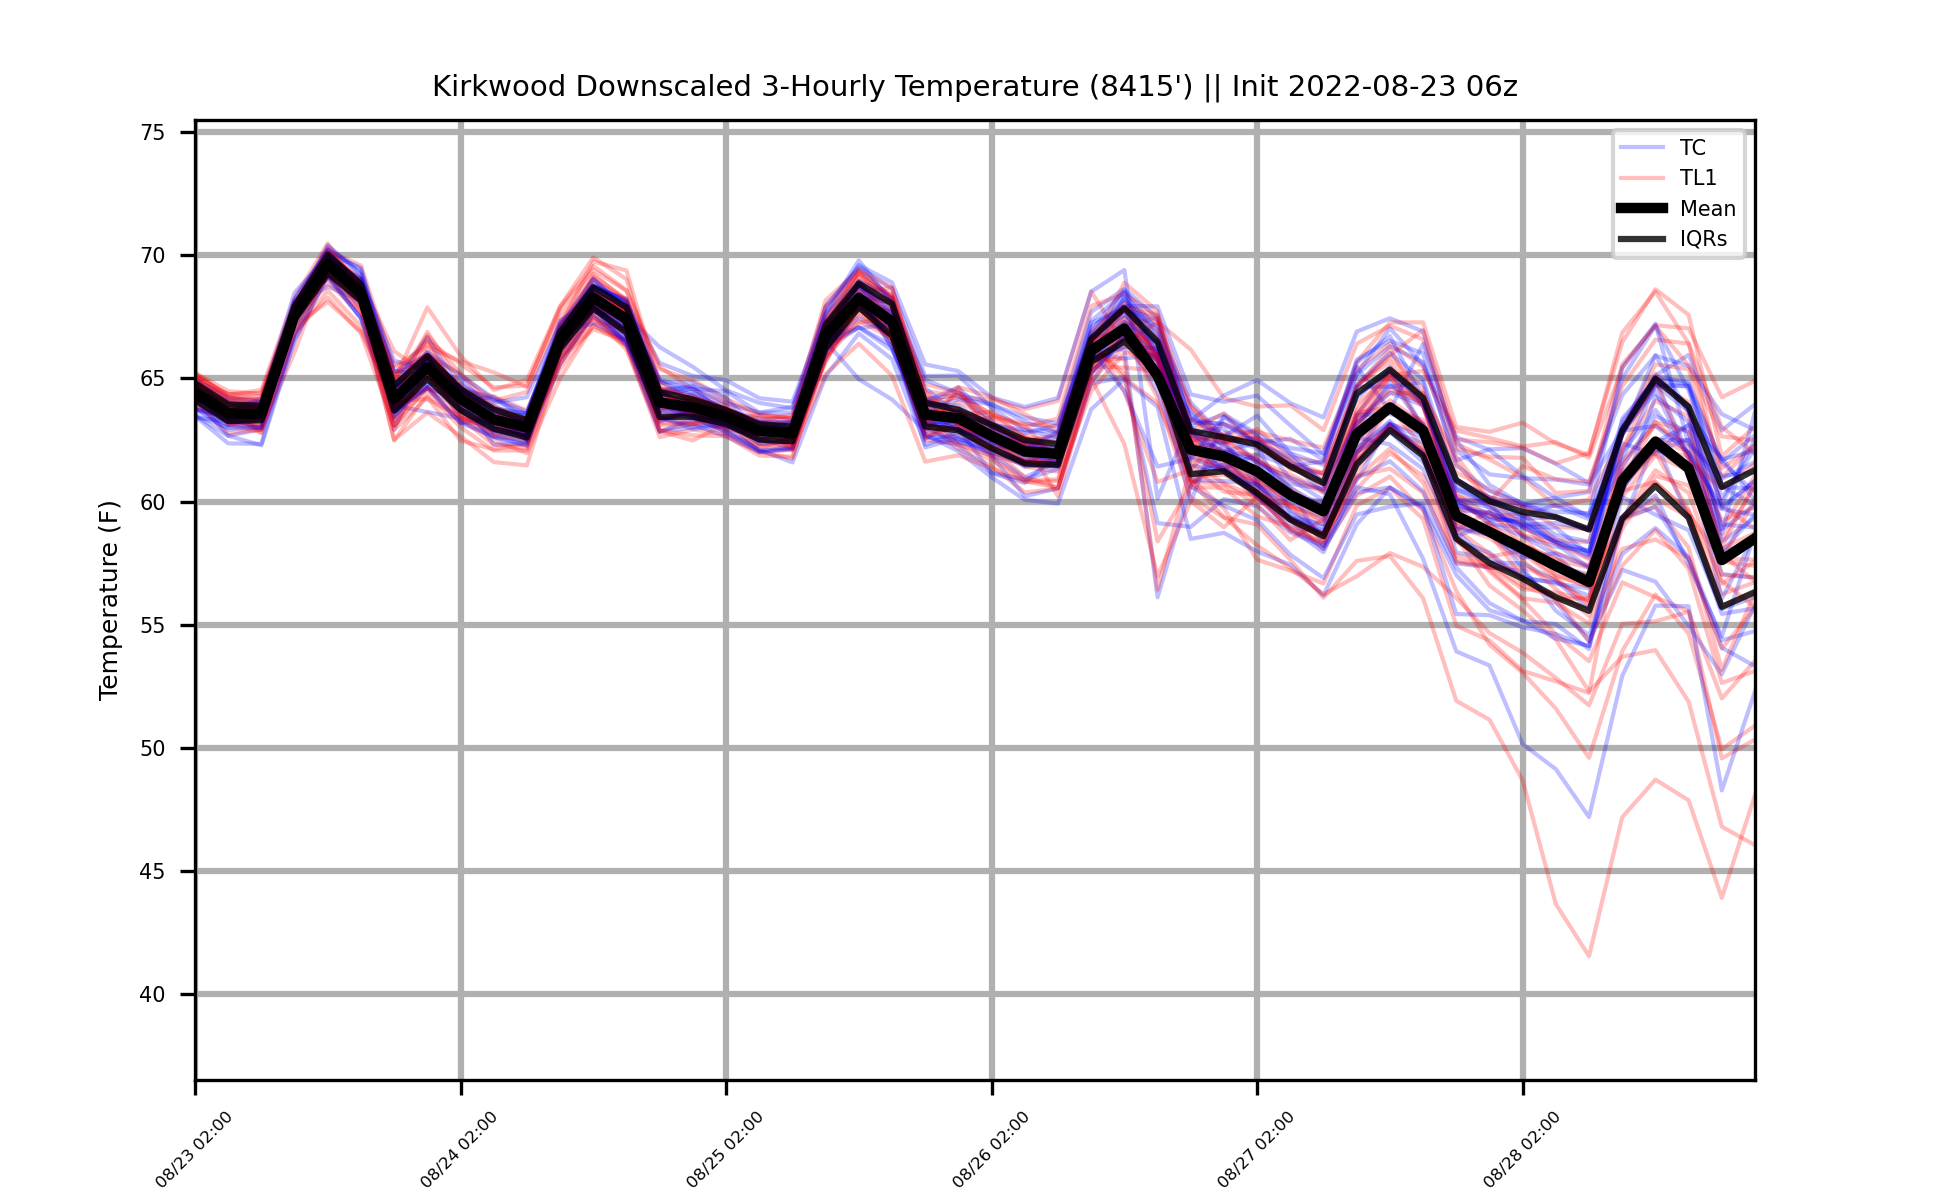 Kirkwood Downscaled 3-Hourly Temperature (8415') || Init 2022-08-23 06z
TC
TL1
Mean
IQRs
Temperature (F)
75
70
65
60
55
50
45
40
08/23 02:00
08/24 02:00
08/25 02:00
08/26 02:00
08/27 02:00
08/28 02:00